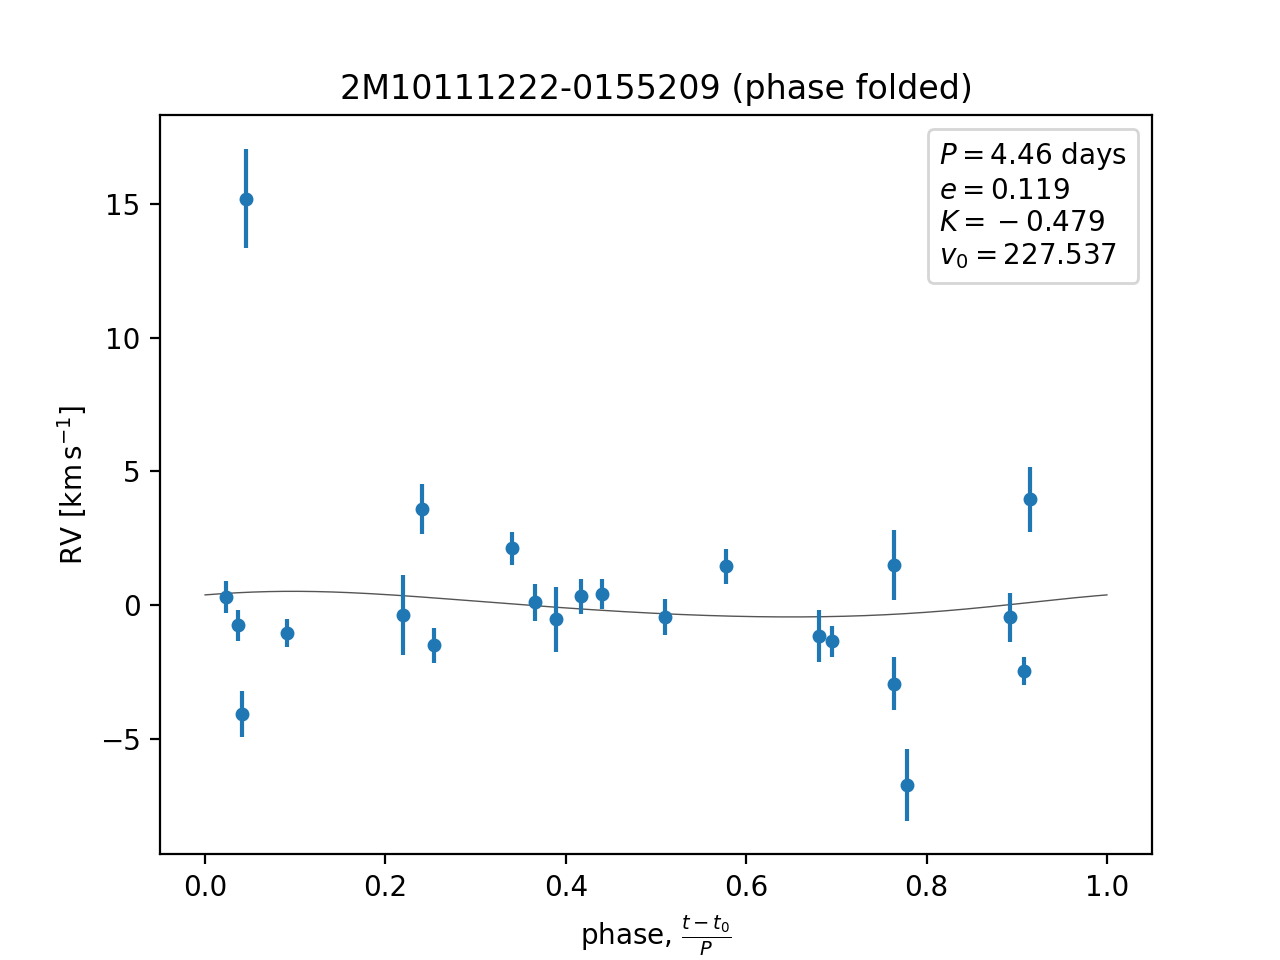 2M10111222-0155209 (phase folded)
P = 4.46 days
e = 0.119
K = −0.479
v₀ = 227.537
15
10
5
0
−5
RV [km s⁻¹]
0.0 0.2 0.4 0.6 0.8 1.0
phase, (t − t₀)/P